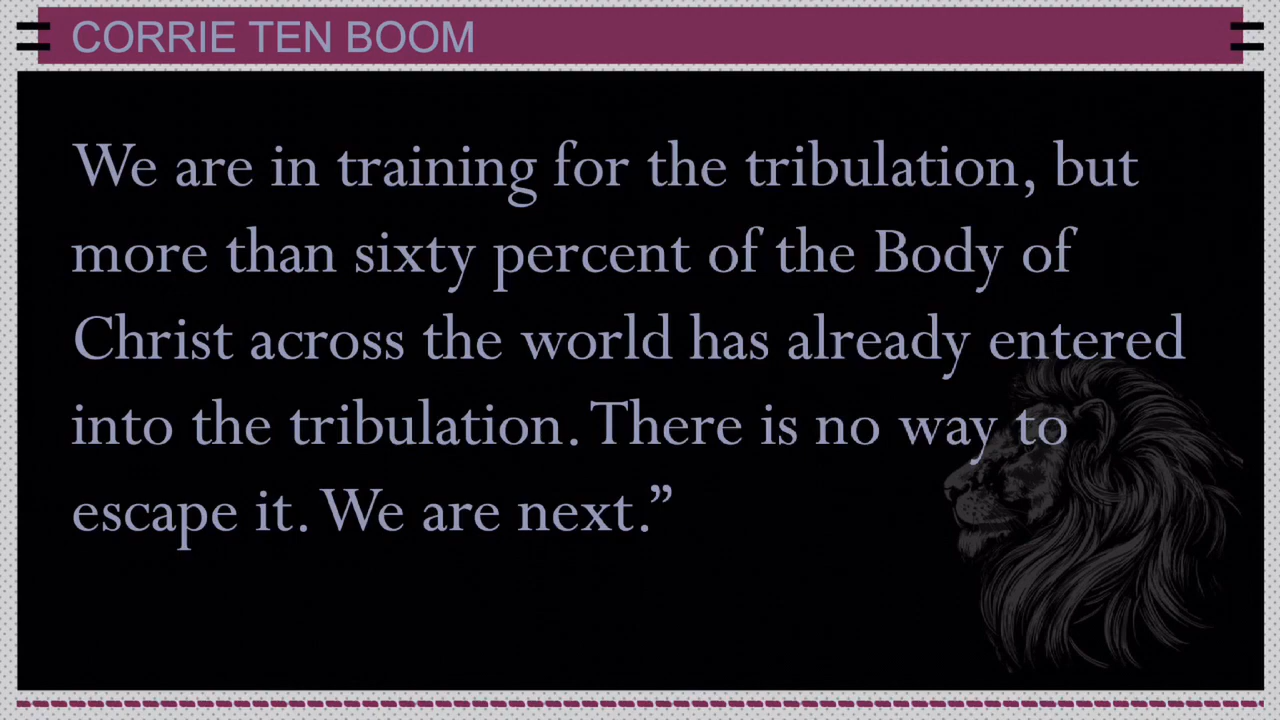 CORRIE TEN BOOM
We are in training for the tribulation, but
more than sixty percent of the Body of
Christ across the world has already entered
into the tribulation. There is no way to
escape it. We are next.”